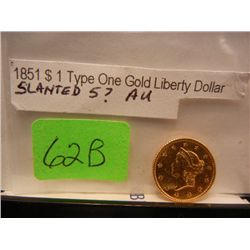 1851 $ 1 Type One Gold Liberty Dollar
SLANTED 5? AU
62B
B